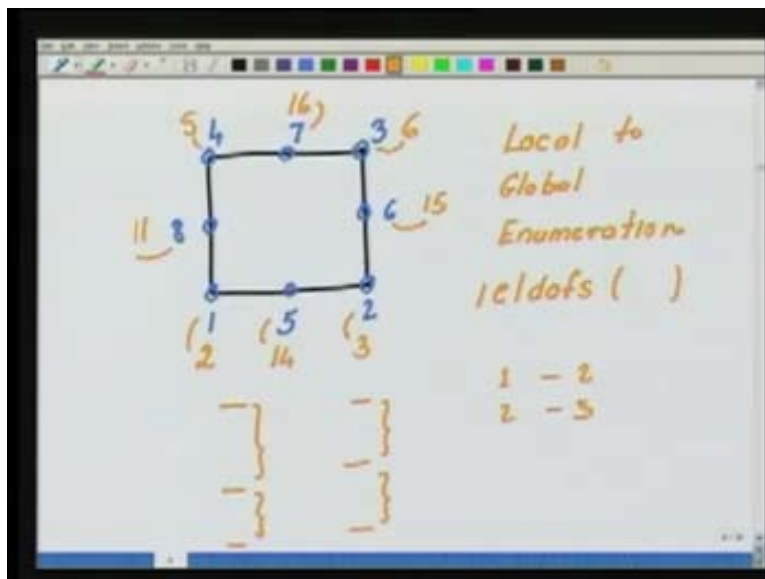 16)
5 4 7 3 6
11 8 6 15
(1 (5 (2
2 14 3
Local to
Global
Enumeration
ieldofs ( )
1 - 2
2 - 3